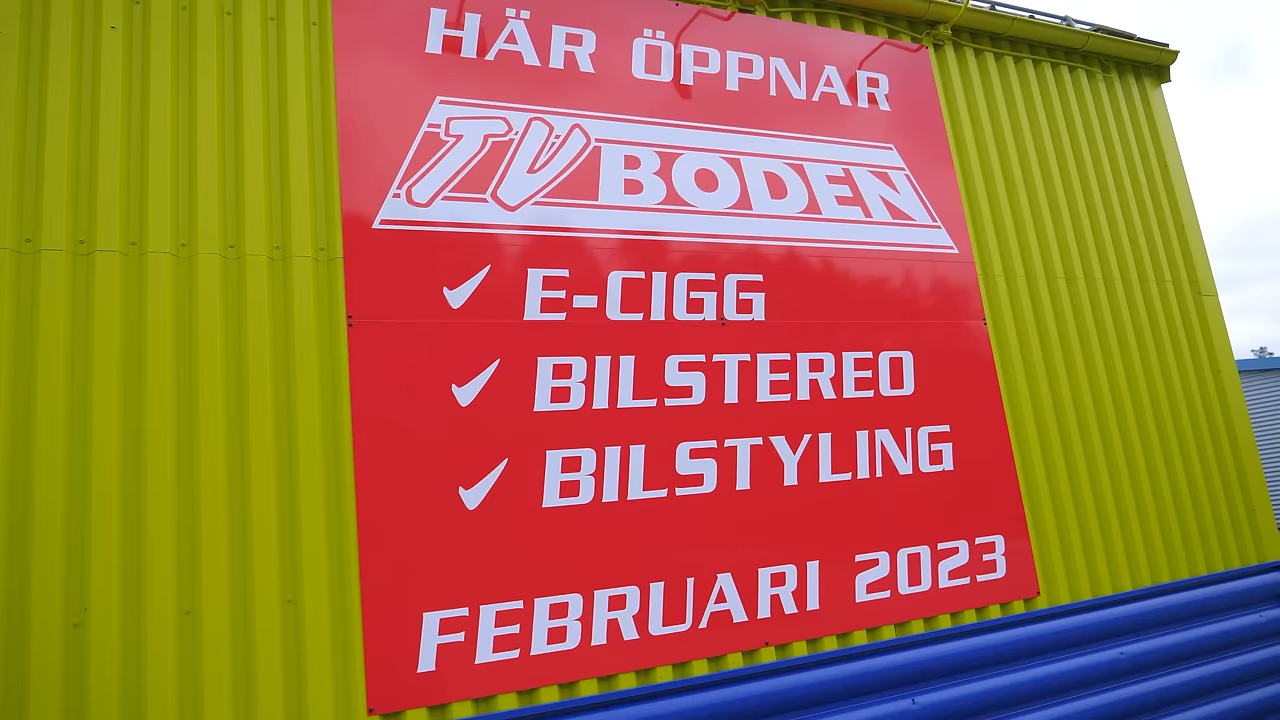 HÄR ÖPPNAR
TV BODEN
E-CIGG
BILSTEREO
BILSTYLING
FEBRUARI 2023